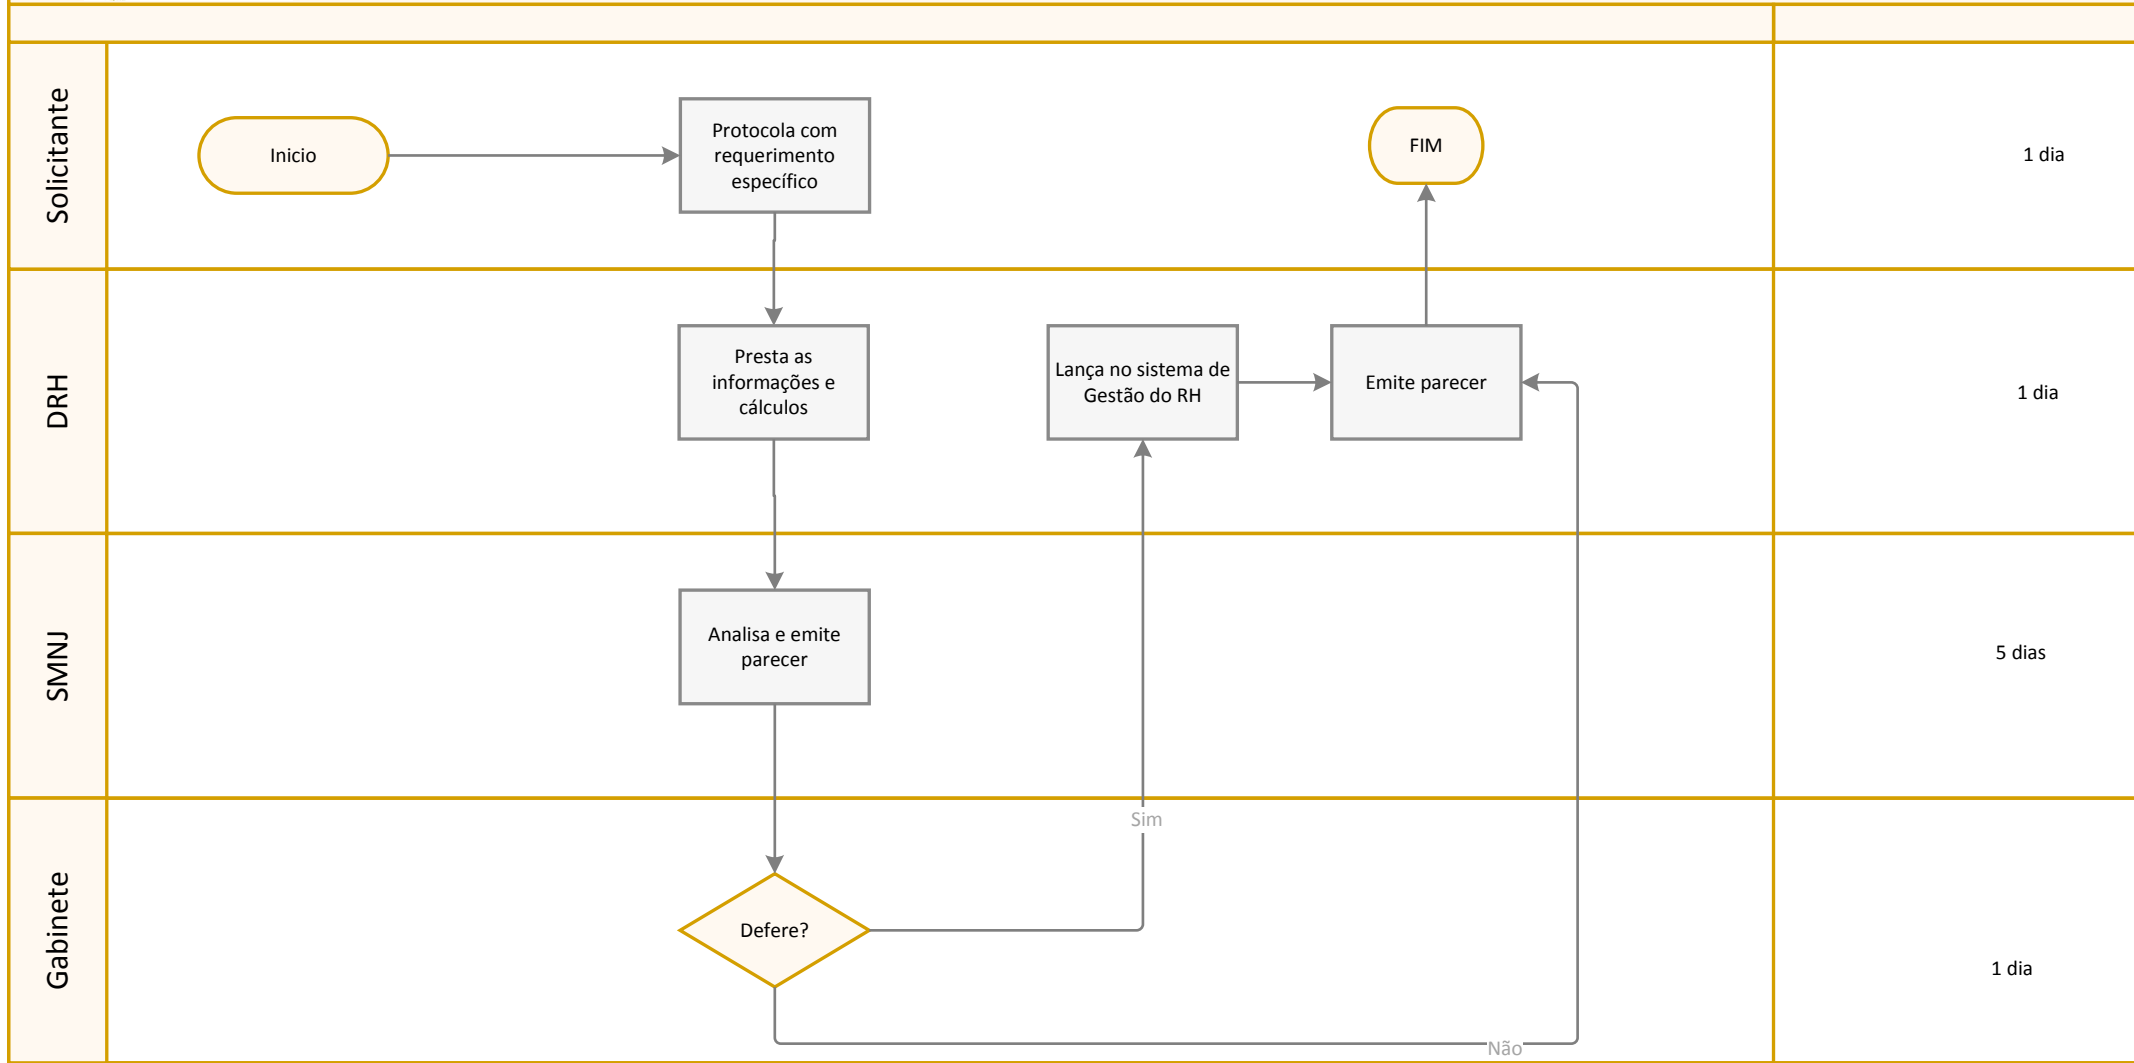 Solicitante
Inicio
Protocola com
requerimento
específico
FIM
1 dia
DRH
Presta as
informações e
cálculos
Lança no sistema de
Gestão do RH
Emite parecer
1 dia
SMNJ
Analisa e emite
parecer
5 dias
Gabinete
Sim
Defere?
1 dia
Não